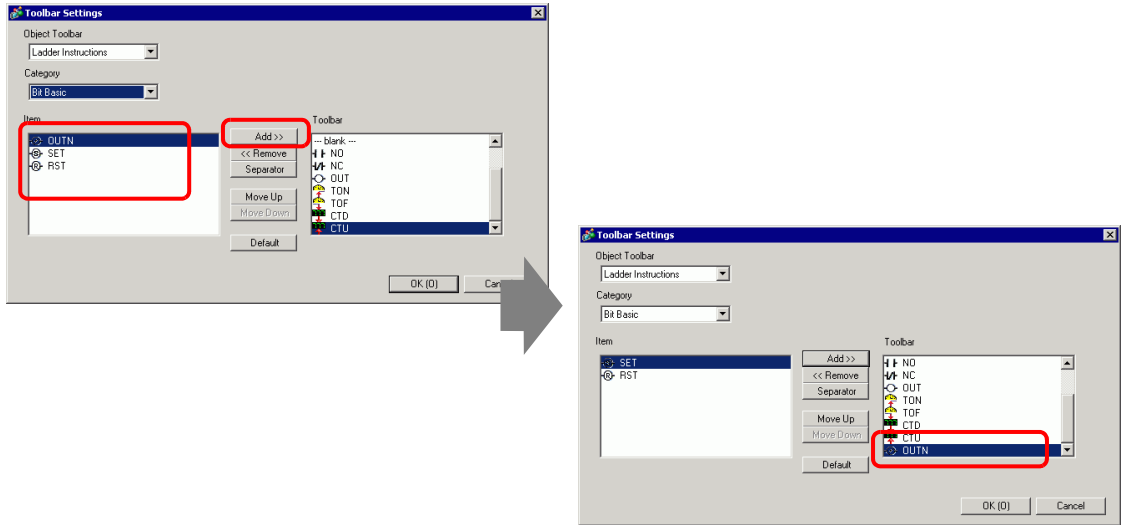 Toolbar Settings
Object Toolbar
Ladder Instructions
Category
Bit Basic
Item
OUTN
SET
RST
Add >>
<< Remove
Separator
Move Up
Move Down
Default
Toolbar
--- blank ---
NO
NC
OUT
TON
TOF
CTD
CTU
OK (O)
Toolbar Settings
Object Toolbar
Ladder Instructions
Category
Bit Basic
Item
SET
RST
Add >>
<< Remove
Separator
Move Up
Move Down
Default
Toolbar
NO
NC
OUT
TON
TOF
CTD
CTU
OUTN
OK (O)
Cancel